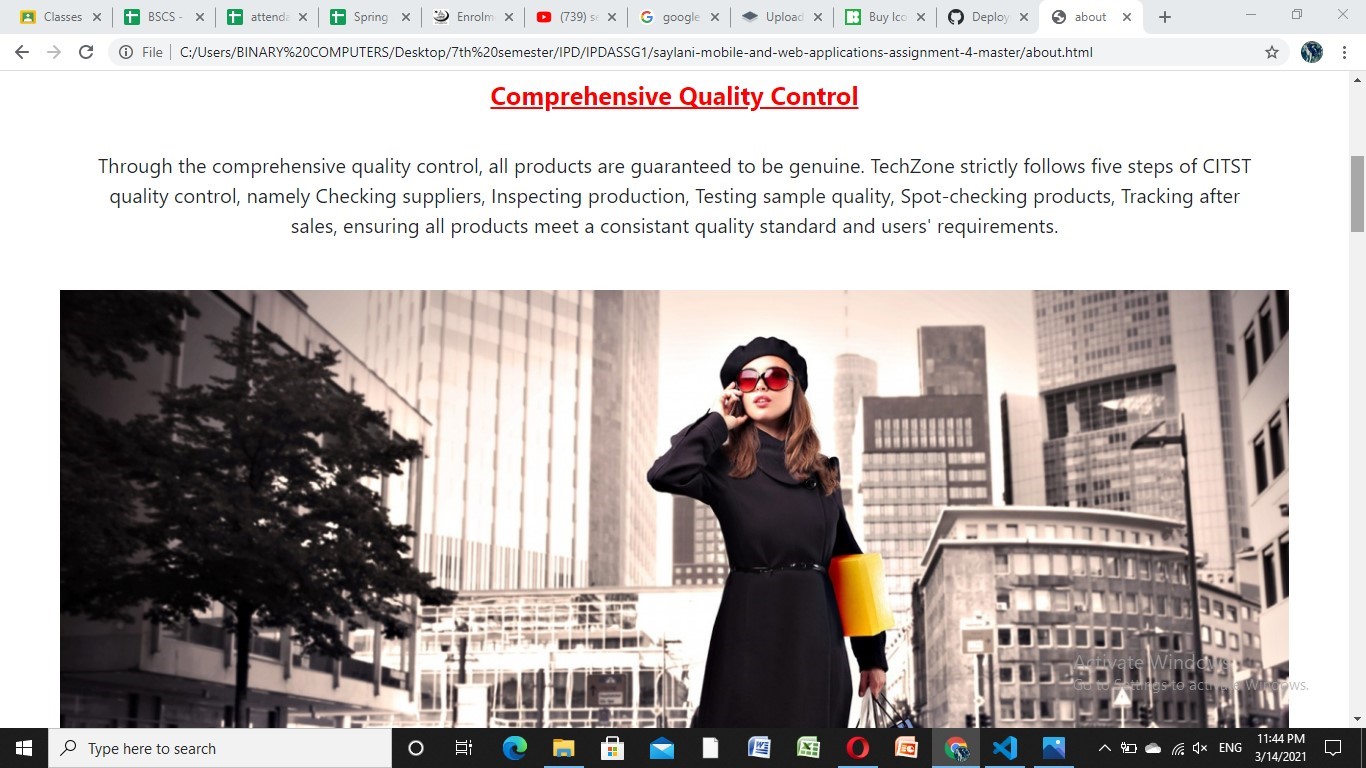 Classes
BSCS -
attenda
Spring
Enrolm
(739) s
google
Upload
Buy Ico
Deploy
about
File
C:/Users/BINARY%20COMPUTERS/Desktop/7th%20semester/IPD/IPDASSG1/saylani-mobile-and-web-applications-assignment-4-master/about.html
Comprehensive Quality Control
Through the comprehensive quality control, all products are guaranteed to be genuine. TechZone strictly follows five steps of CITST
quality control, namely Checking suppliers, Inspecting production, Testing sample quality, Spot-checking products, Tracking after
sales, ensuring all products meet a consistant quality standard and users' requirements.
Activate Windows
Go to Settings to activate Windows.
Type here to search
ENG
11:44 PM
3/14/2021